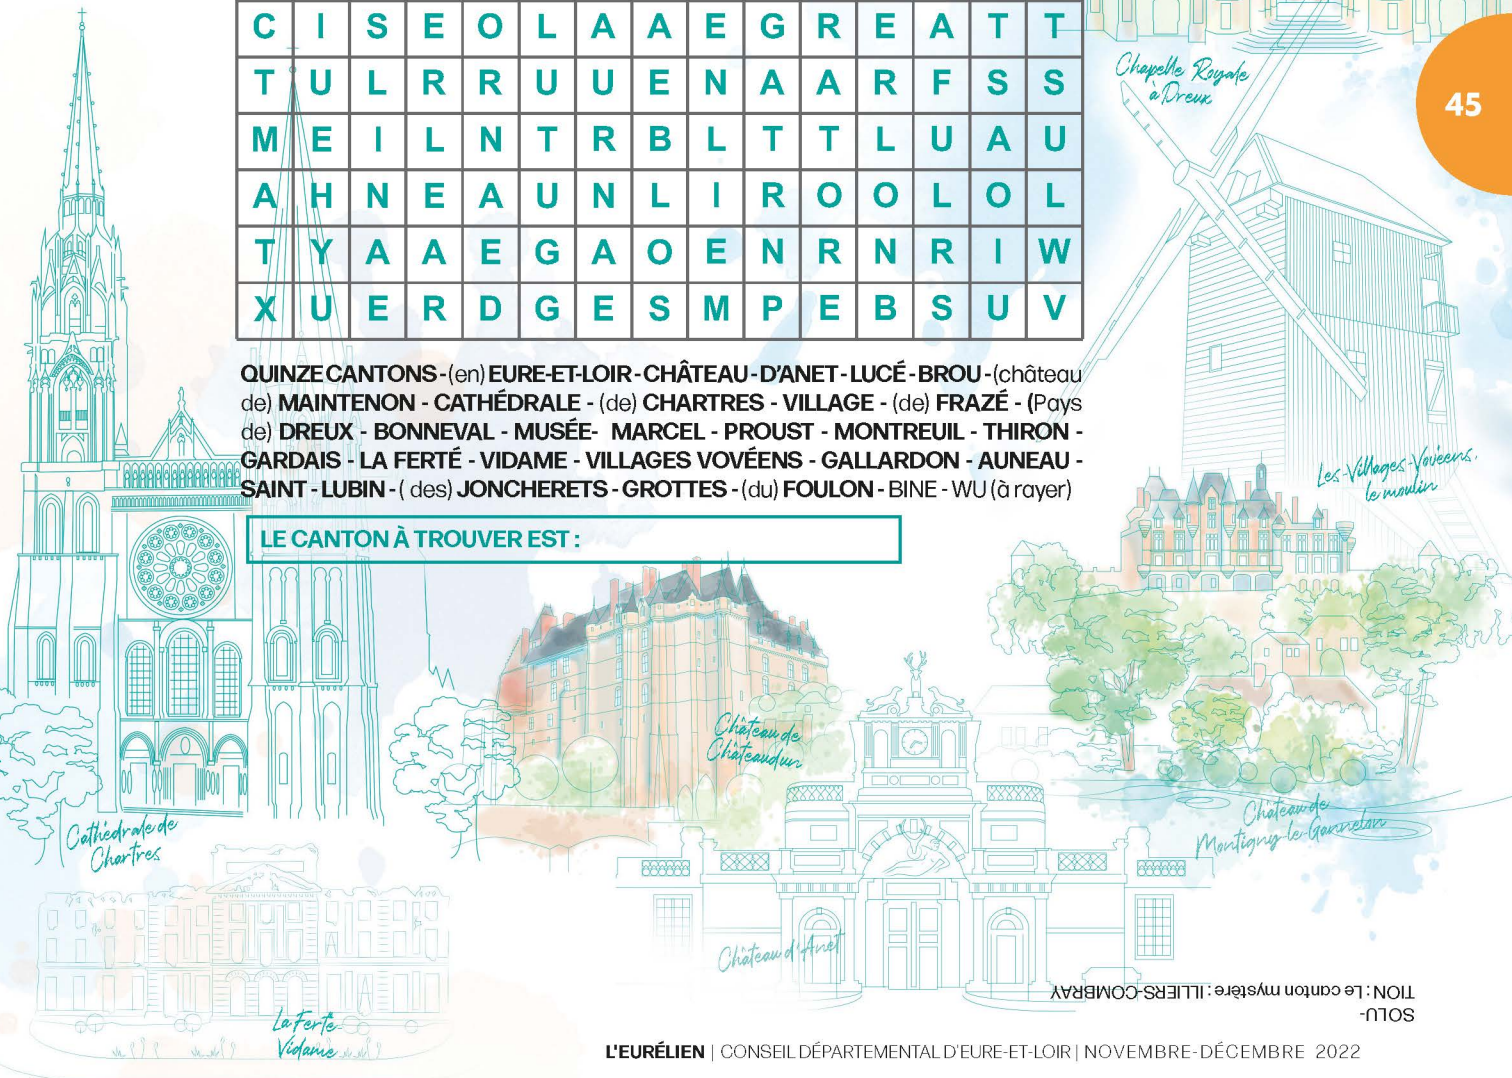 C I S E O L A A E G R E A T T
T U L R R U U E N A A R F S S
M E I L N T R B L T T L U A U
A H N E A U N L I R O O L O L
T Y A A E G A O E N R N R I W
X U E R D G E S M P E B S U V
Chapelle Royale
à Dreux
45
QUINZE CANTONS - (en) EURE-ET-LOIR - CHÂTEAU - D'ANET - LUCÉ - BROU - (château
de) MAINTENON - CATHÉDRALE - (de) CHARTRES - VILLAGE - (de) FRAZÉ - (Pays
de) DREUX - BONNEVAL - MUSÉE- MARCEL - PROUST - MONTREUIL - THIRON -
GARDAIS - LA FERTÉ - VIDAME - VILLAGES VOVÉENS - GALLARDON - AUNEAU -
SAINT - LUBIN - ( des) JONCHERETS - GROTTES - (du) FOULON - BINE - WU (à rayer)
LE CANTON À TROUVER EST :
Les-Villages-Vovéens,
le moulin
Château de
Châteaudun
Cathédrale de
Chartres
Château de
Montigny-le-Gannelon
Château d'Anet
La Ferté
Vidame
SOLU-
TION : Le canton mystère : ILLIERS-COMBRAY
L'EURÉLIEN | CONSEIL DÉPARTEMENTAL D'EURE-ET-LOIR | NOVEMBRE-DÉCEMBRE 2022